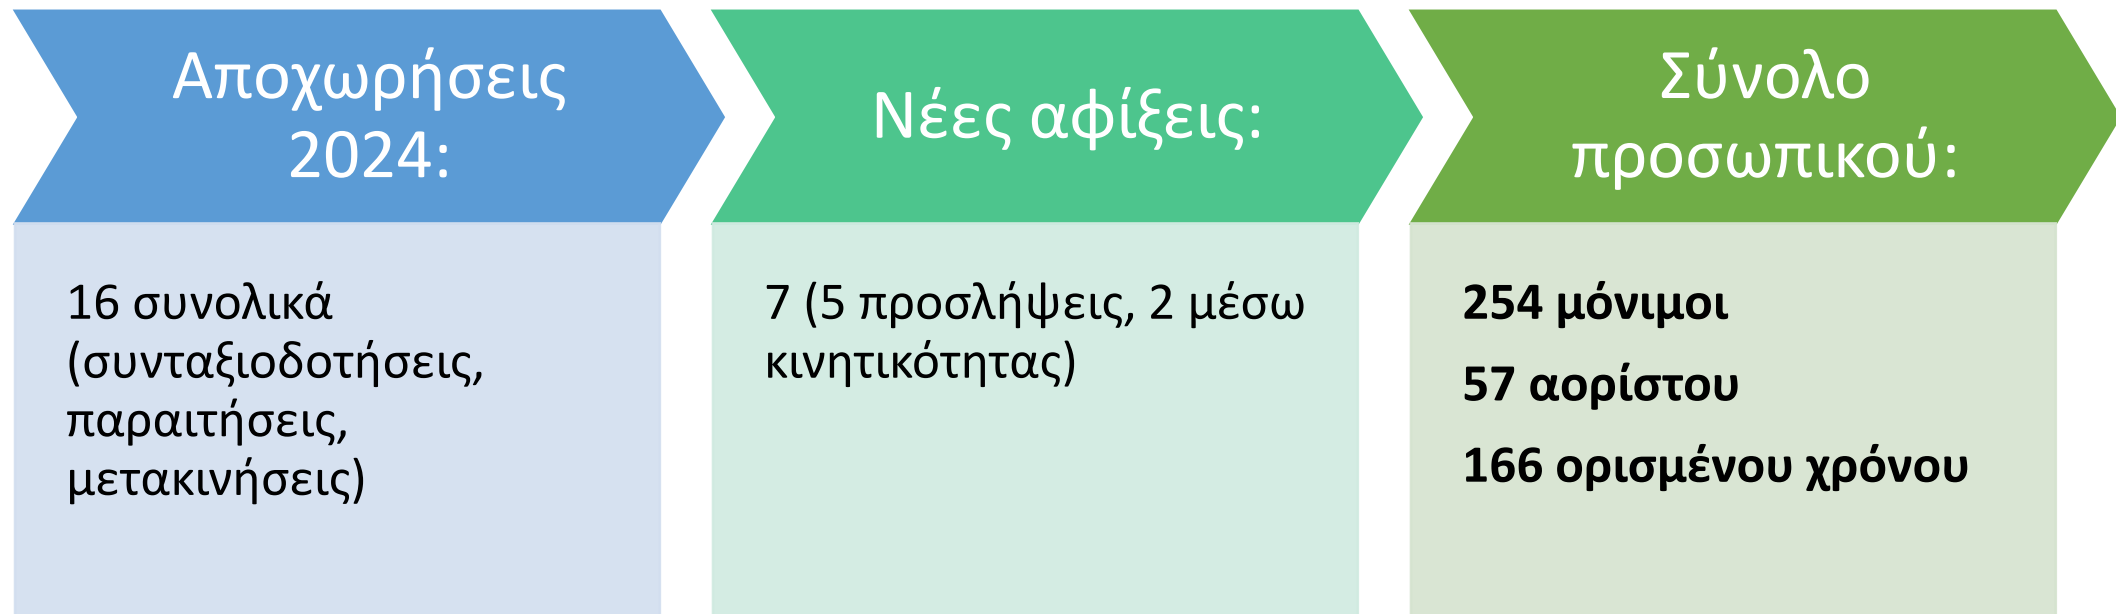 Αποχωρήσεις
2024:
16 συνολικά
(συνταξιοδοτήσεις,
παραιτήσεις,
μετακινήσεις)
Νέες αφίξεις:
7 (5 προσλήψεις, 2 μέσω
κινητικότητας)
Σύνολο
προσωπικού:
254 μόνιμοι
57 αορίστου
166 ορισμένου χρόνου